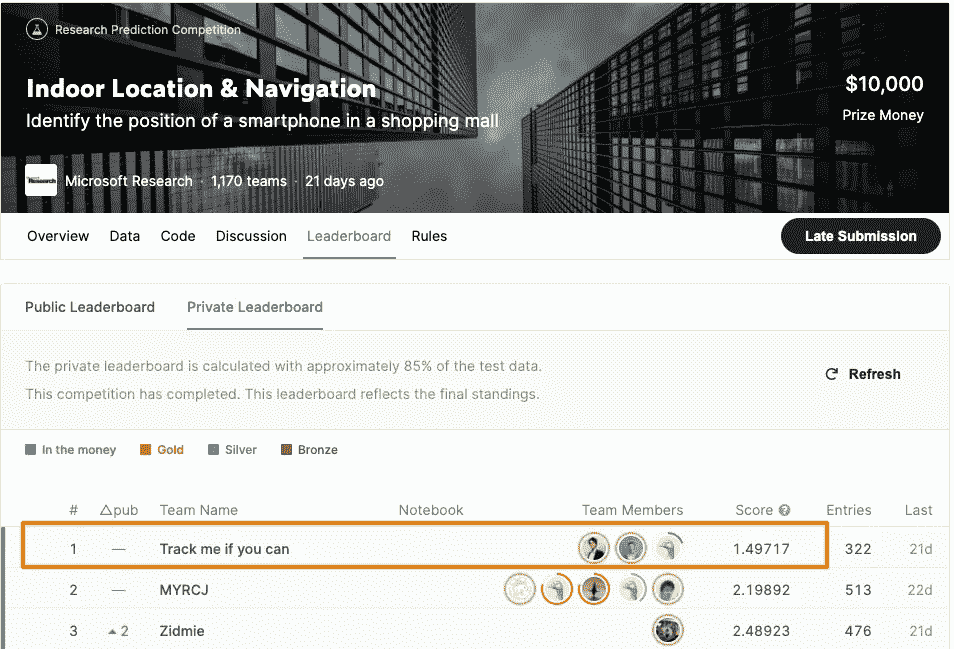 Research Prediction Competition
Indoor Location & Navigation
Identify the position of a smartphone in a shopping mall
$10,000
Prize Money
Research
Microsoft Research · 1,170 teams · 21 days ago
Overview Data Code Discussion Leaderboard Rules Late Submission
Public Leaderboard Private Leaderboard
The private leaderboard is calculated with approximately 85% of the test data.
This competition has completed. This leaderboard reflects the final standings.
Refresh
In the money Gold Silver Bronze
# △pub Team Name Notebook Team Members Score ? Entries Last
1 — Track me if you can 1.49717 322 21d
2 — MYRCJ 2.19892 513 22d
3 ▲ 2 Zidmie 2.48923 476 21d